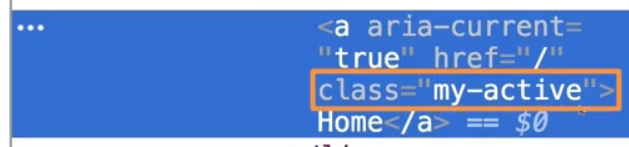 <a aria-current=
"true" href="/"
class="my-active">
Home</a> == $0